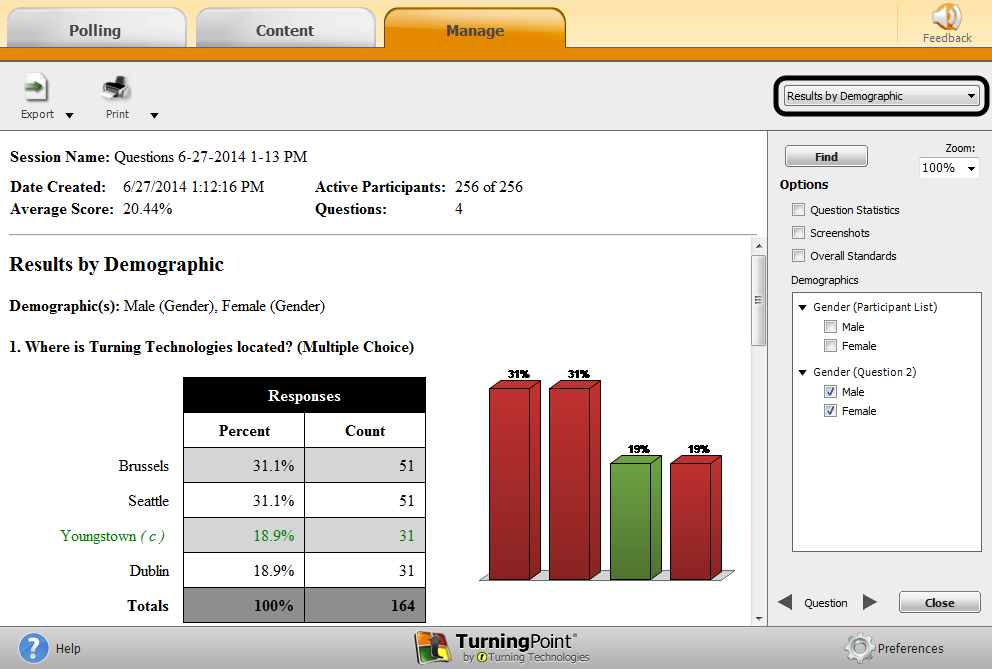 Polling
Content
Manage
Feedback
Export
Print
Results by Demographic
Session Name: Questions 6-27-2014 1-13 PM
Date Created: 6/27/2014 1:12:16 PM Active Participants: 256 of 256
Average Score: 20.44% Questions: 4
Results by Demographic
Demographic(s): Male (Gender), Female (Gender)
1. Where is Turning Technologies located? (Multiple Choice)
Responses
Percent Count
Brussels 31.1% 51
Seattle 31.1% 51
Youngstown ( c ) 18.9% 31
Dublin 18.9% 31
Totals 100% 164
31% 31% 19% 19%
Find
Zoom:
100%
Options
Question Statistics
Screenshots
Overall Standards
Demographics
Gender (Participant List)
Male
Female
Gender (Question 2)
Male
Female
Question
Close
? Help
TurningPoint®
by Turning Technologies
Preferences